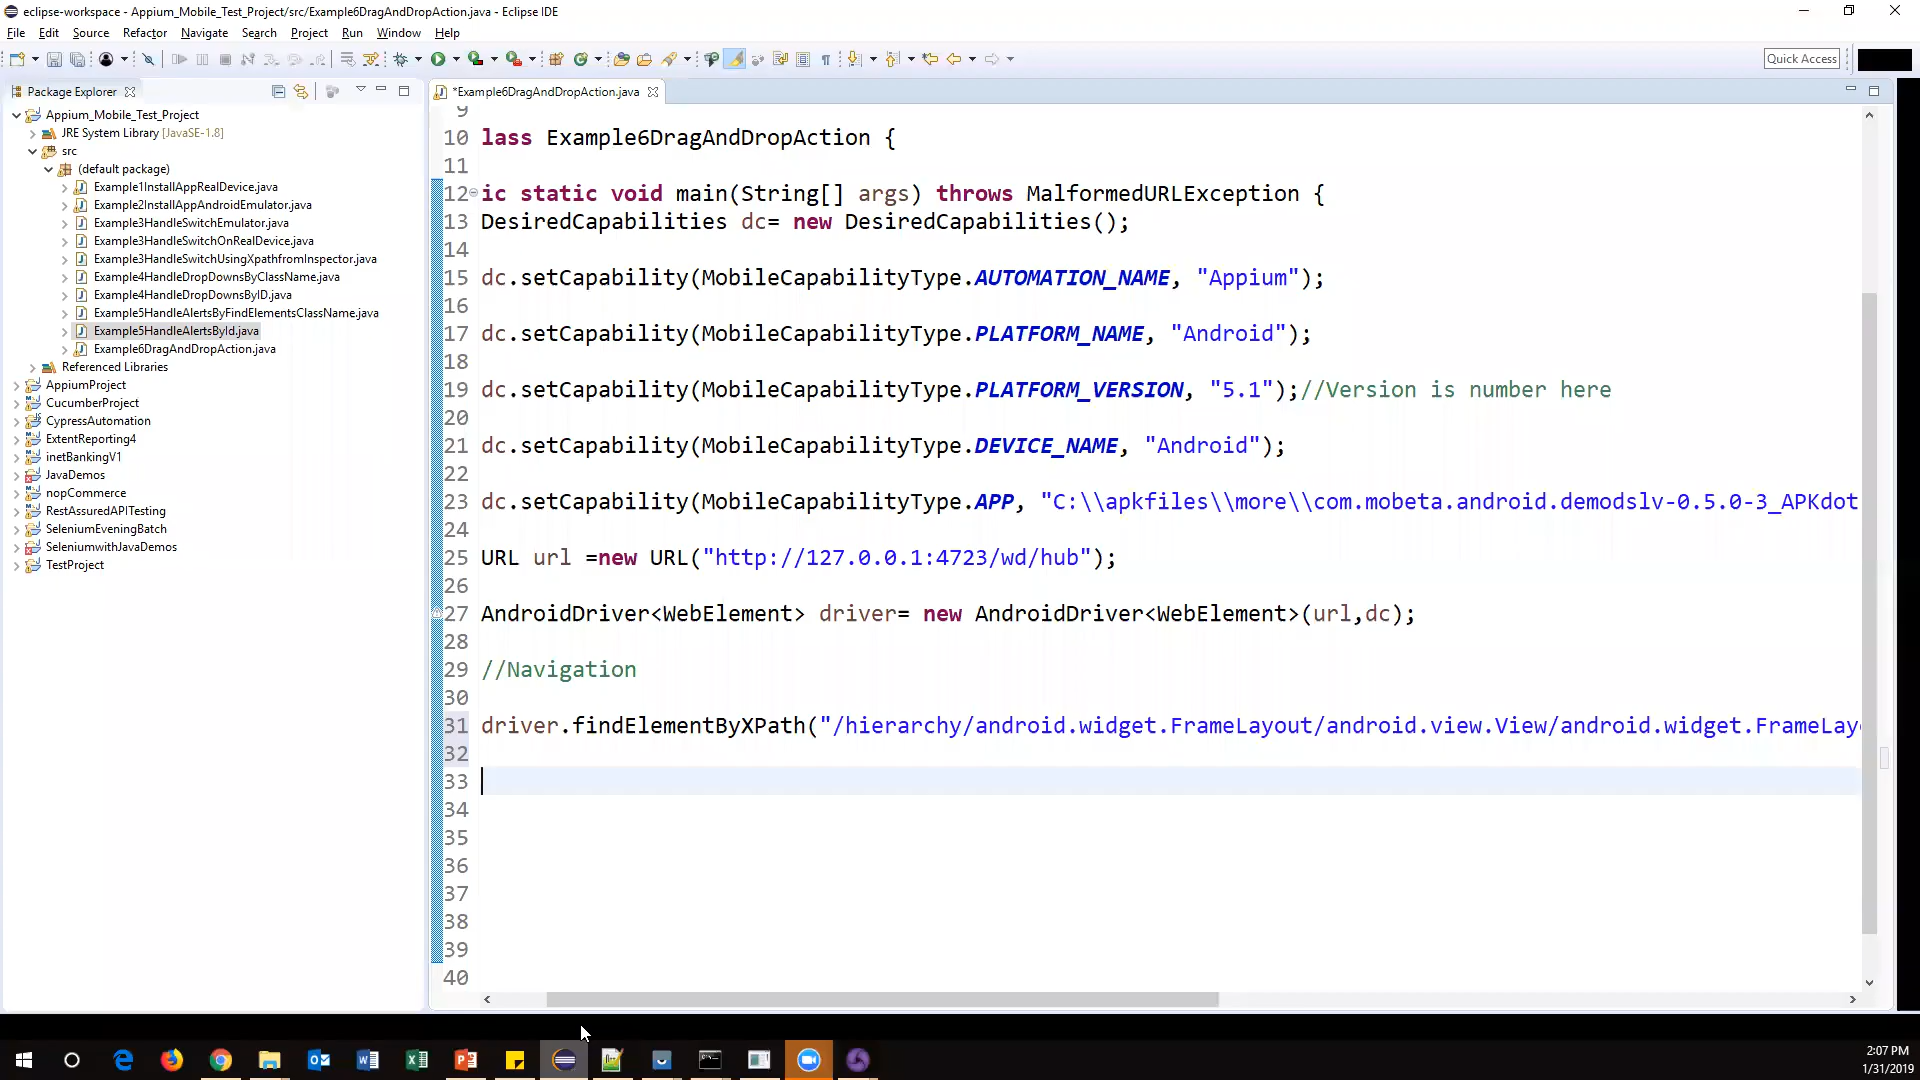 eclipse-workspace - Appium_Mobile_Test_Project/src/Example6DragAndDropAction.java - Eclipse IDE
File Edit Source Refactor Navigate Search Project Run Window Help
Quick Access
Package Explorer
*Example6DragAndDropAction.java
Appium_Mobile_Test_Project
JRE System Library [JavaSE-1.8]
src
(default package)
Example1InstallAppRealDevice.java
Example2InstallAppAndroidEmulator.java
Example3HandleSwitchEmulator.java
Example3HandleSwitchOnRealDevice.java
Example3HandleSwitchUsingXpathfromInspector.java
Example4HandleDropDownsByClassName.java
Example4HandleDropDownsByID.java
Example5HandleAlertsByFindElementsClassName.java
Example5HandleAlertsById.java
Example6DragAndDropAction.java
Referenced Libraries
AppiumProject
CucumberProject
CypressAutomation
ExtentReporting4
inetBankingV1
JavaDemos
nopCommerce
RestAssuredAPITesting
SeleniumEveningBatch
SeleniumwithJavaDemos
TestProject
9
10 lass Example6DragAndDropAction {
11
12 ic static void main(String[] args) throws MalformedURLException {
13 DesiredCapabilities dc= new DesiredCapabilities();
14
15 dc.setCapability(MobileCapabilityType.AUTOMATION_NAME, "Appium");
16
17 dc.setCapability(MobileCapabilityType.PLATFORM_NAME, "Android");
18
19 dc.setCapability(MobileCapabilityType.PLATFORM_VERSION, "5.1");//Version is number here
20
21 dc.setCapability(MobileCapabilityType.DEVICE_NAME, "Android");
22
23 dc.setCapability(MobileCapabilityType.APP, "C:\\apkfiles\\more\\com.mobeta.android.demodslv-0.5.0-3_APKdot
24
25 URL url =new URL("http://127.0.0.1:4723/wd/hub");
26
27 AndroidDriver<WebElement> driver= new AndroidDriver<WebElement>(url,dc);
28
29 //Navigation
30
31 driver.findElementByXPath("/hierarchy/android.widget.FrameLayout/android.view.View/android.widget.FrameLay
32
33
34
35
36
37
38
39
40
2:07 PM
1/31/2019